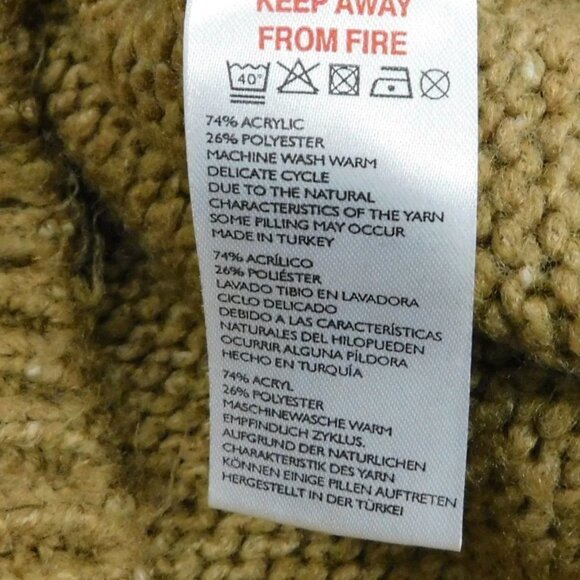 KEEP AWAY
FROM FIRE
40°
74% ACRYLIC
26% POLYESTER
MACHINE WASH WARM
DELICATE CYCLE
DUE TO THE NATURAL
CHARACTERISTICS OF THE YARN
SOME PILLING MAY OCCUR
MADE IN TURKEY
74% ACRÍLICO
26% POLIÉSTER
LAVADO TIBIO EN LAVADORA
CICLO DELICADO
DEBIDO A LAS CARACTERÍSTICAS
NATURALES DEL HILOPUEDEN
OCURRIR ALGUNA PÍLDORA
HECHO EN TURQUÍA
74% ACRYL
26% POLYESTER
MASCHINEWASCHE WARM
EMPFINDLICH ZYKLUS.
AUFGRUND DER NATURLICHEN
CHARAKTERISTIK DES YARN
KÖNNEN EINIGE PILLEN AUFTRETEN
HERGESTELLT IN DER TÜRKEI